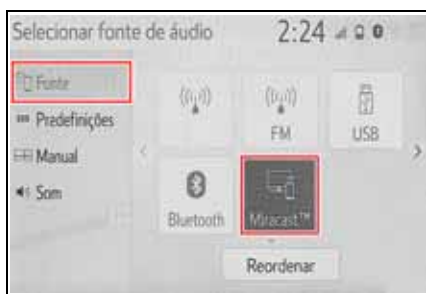 Selecionar fonte de áudio 2:24
Fonte
Predefinições
Manual
Som
FM
USB
Bluetooth
Miracast™
Reordenar